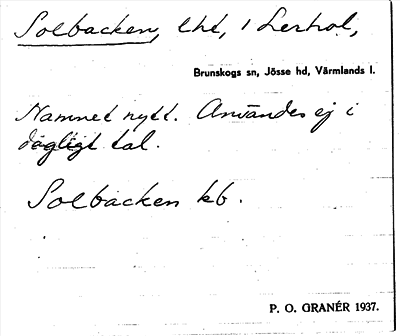 Solbacken, lht, i Lerhol,
Brunskogs sn, Jösse hd, Värmlands l.
Namnet nytt. Användes ej i
dagligt tal.
Solbacken kb.
P. O. GRANÉR 1937.